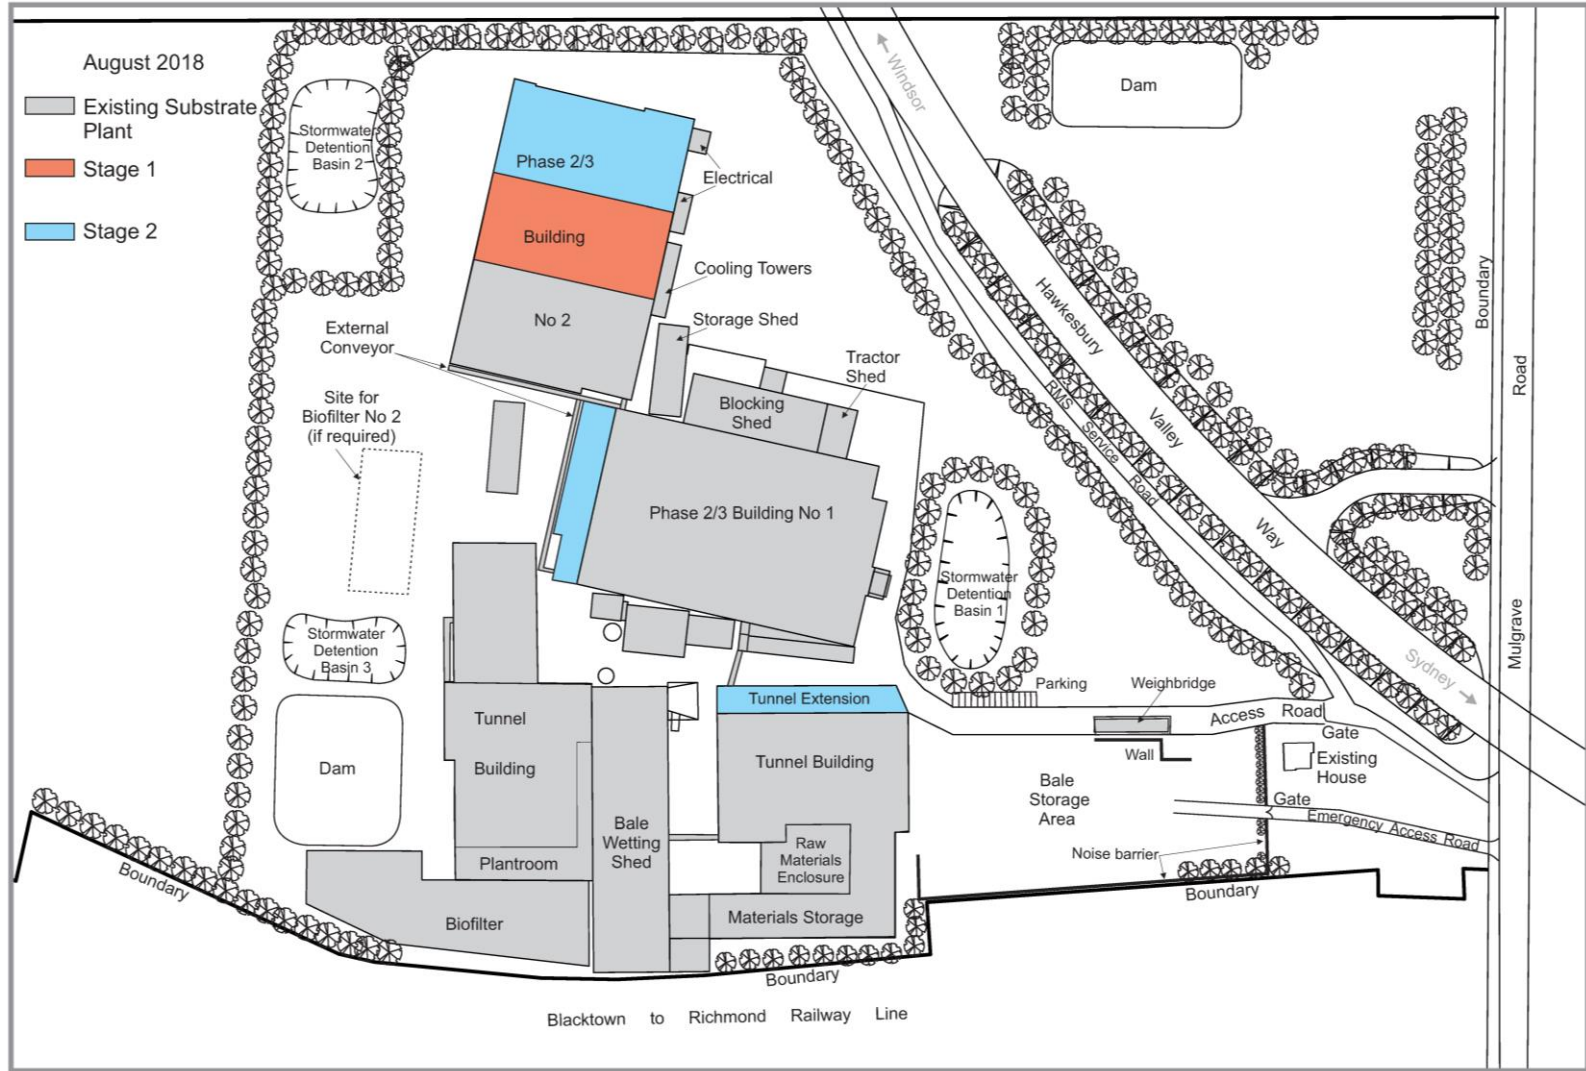 August 2018
Existing Substrate
Plant
Stage 1
Stage 2
Stormwater
Detention
Basin 2
Phase 2/3
Building
No 2
Electrical
Cooling Towers
Storage Shed
External
Conveyor
Tractor
Shed
Blocking
Shed
Site for
Biofilter No 2
(if required)
Phase 2/3 Building No 1
Stormwater
Detention
Basin 1
Stormwater
Detention
Basin 3
Dam
Tunnel
Building
Plantroom
Biofilter
Bale
Wetting
Shed
Tunnel Extension
Tunnel Building
Raw
Materials
Enclosure
Materials Storage
Parking
Weighbridge
Wall
Bale
Storage
Area
Access Road
Gate
Existing
House
Gate
Emergency Access Road
Noise barrier
Boundary
Boundary
Boundary
Blacktown to Richmond Railway Line
Windsor
Dam
Hawkesbury
Valley
Way
RMS
Service
Road
Sydney
Boundary
Road
Mulgrave